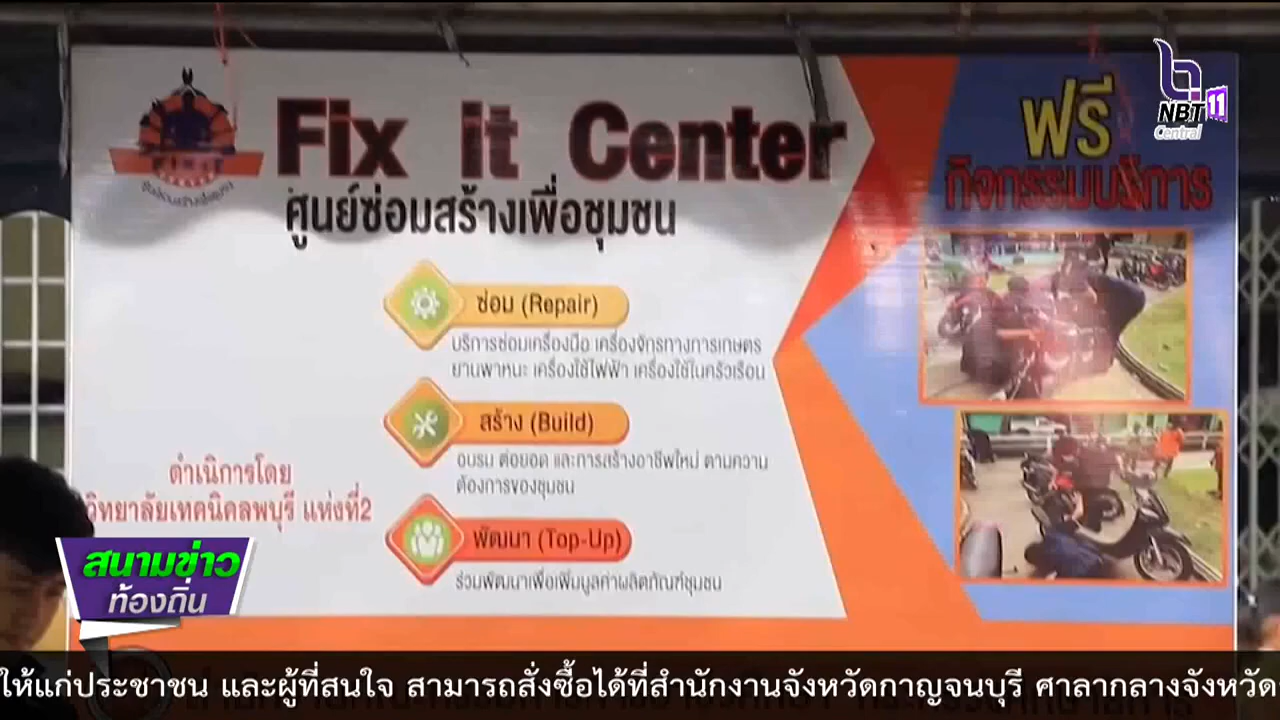 NBT 11
Central
Fix it Center
ศูนย์ซ่อมสร้างเพื่อชุมชน
ฟรี
กิจกรรมบริการ
ซ่อม (Repair)
บริการซ่อมเครื่องมือ เครื่องจักรทางการเกษตร
ยานพาหนะ เครื่องใช้ไฟฟ้า เครื่องใช้ในครัวเรือน
สร้าง (Build)
อบรม ต่อยอด และการสร้างอาชีพใหม่ ตามความ
ต้องการของชุมชน
พัฒนา (Top-Up)
ร่วมพัฒนาเพื่อเพิ่มมูลค่าผลิตภัณฑ์ชุมชน
ดำเนิการโดย
วิทยาลัยเทคนิคลพบุรี แห่งที่2
สนามข่าว
ท้องถิ่น
ให้แก่ประชาชน และผู้ที่สนใจ สามารถสั่งซื้อได้ที่สำนักงานจังหวัดกาญจนบุรี ศาลากลางจังหวัด